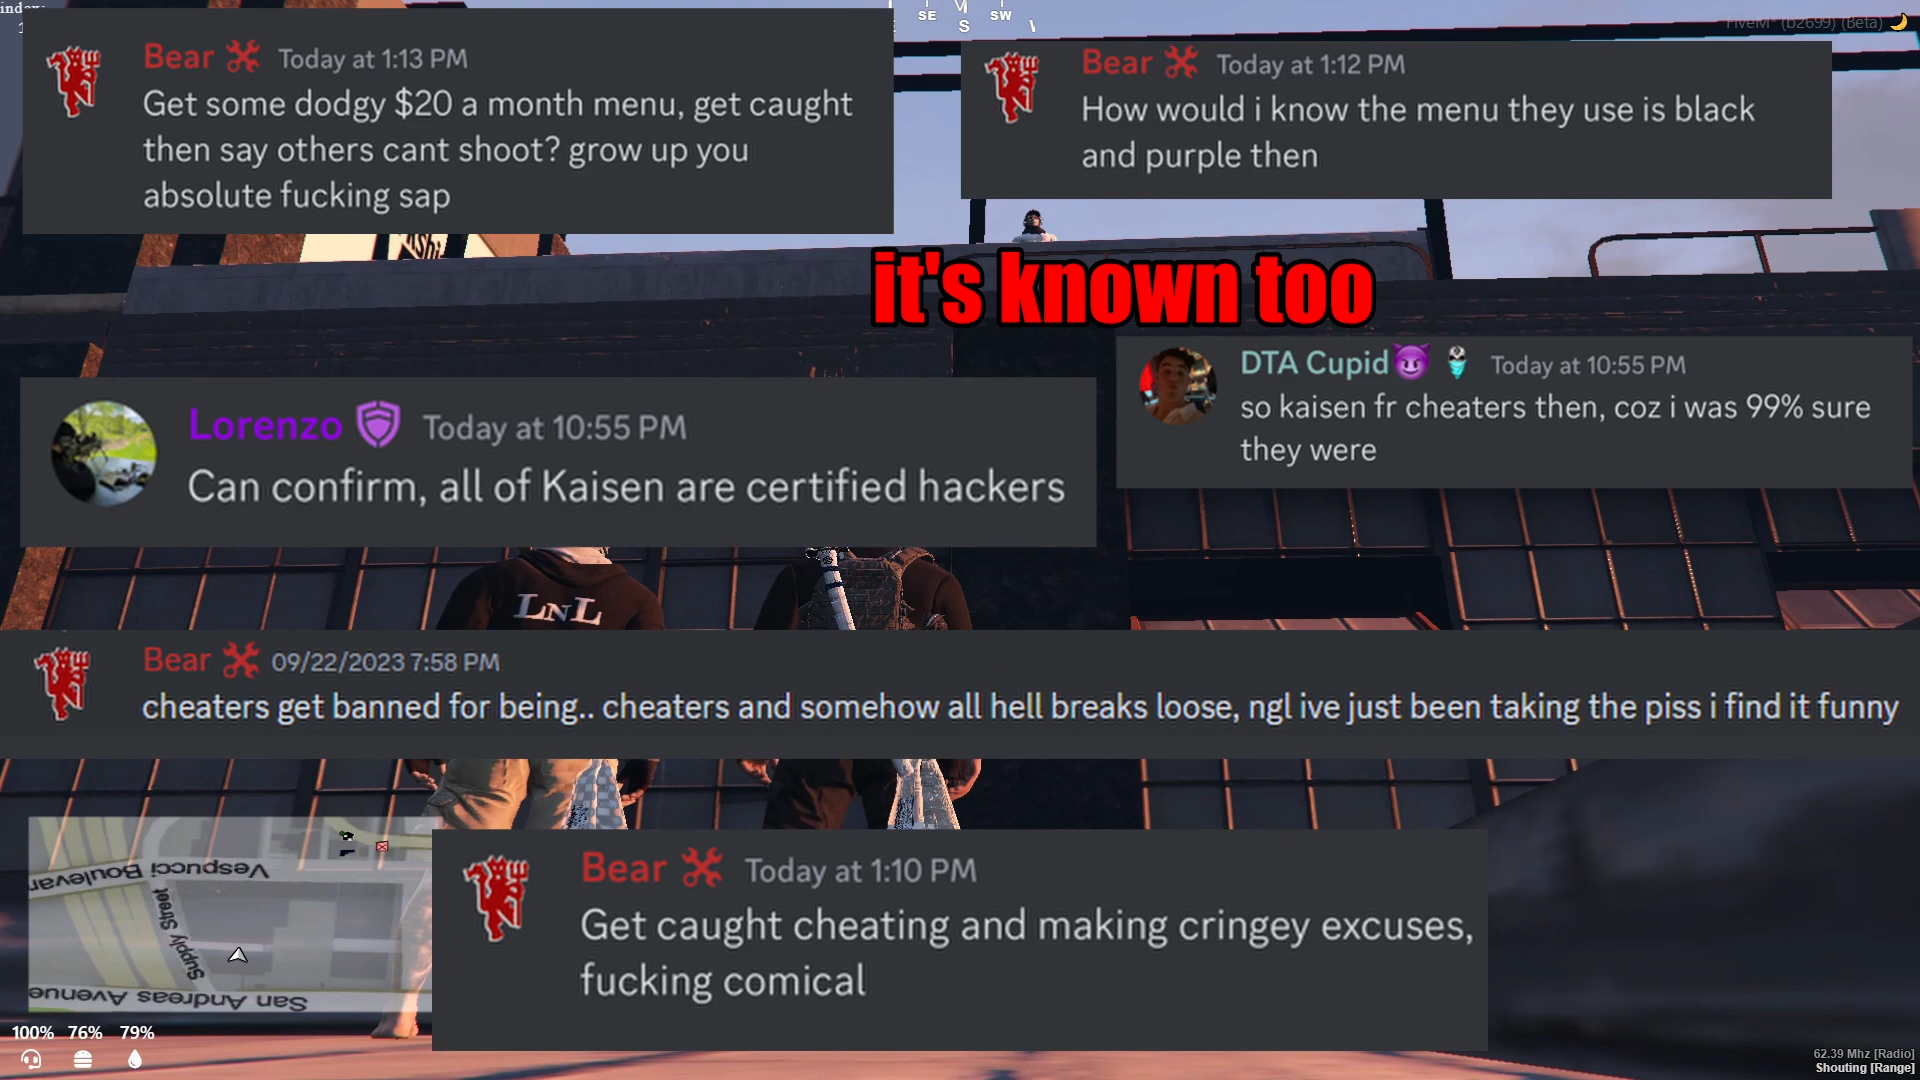 index:
SE
S
SW
FiveM* (b2699) (Beta)
Bear Today at 1:13 PM
Get some dodgy $20 a month menu, get caught
then say others cant shoot? grow up you
absolute fucking sap
Bear Today at 1:12 PM
How would i know the menu they use is black
and purple then
it's known too
DTA Cupid Today at 10:55 PM
so kaisen fr cheaters then, coz i was 99% sure
they were
Lorenzo Today at 10:55 PM
Can confirm, all of Kaisen are certified hackers
LNL
Bear 09/22/2023 7:58 PM
cheaters get banned for being.. cheaters and somehow all hell breaks loose, ngl ive just been taking the piss i find it funny
Vespucci Boulevar
Supply Street
San Andreas Avenue
Bear Today at 1:10 PM
Get caught cheating and making cringey excuses,
fucking comical
100% 76% 79%
62.39 Mhz [Radio]
Shouting [Range]